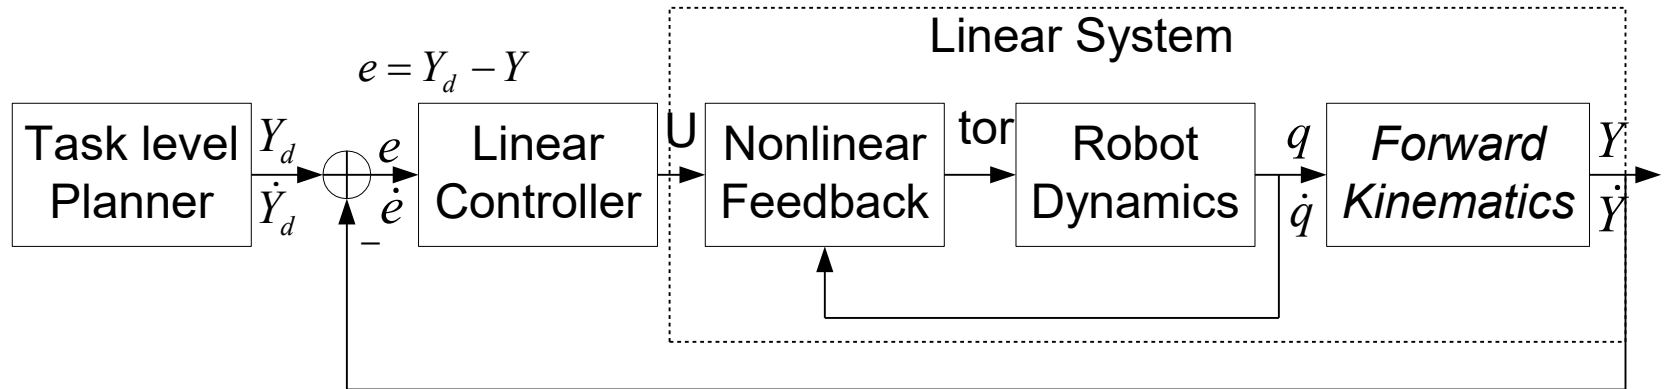 Linear System
e = Y_d − Y
Task level
Planner
Y_d
Ẏ_d
−
e
ė
Linear
Controller
U
Nonlinear
Feedback
tor
Robot
Dynamics
q
q̇
Forward
Kinematics
Y
Ẏ